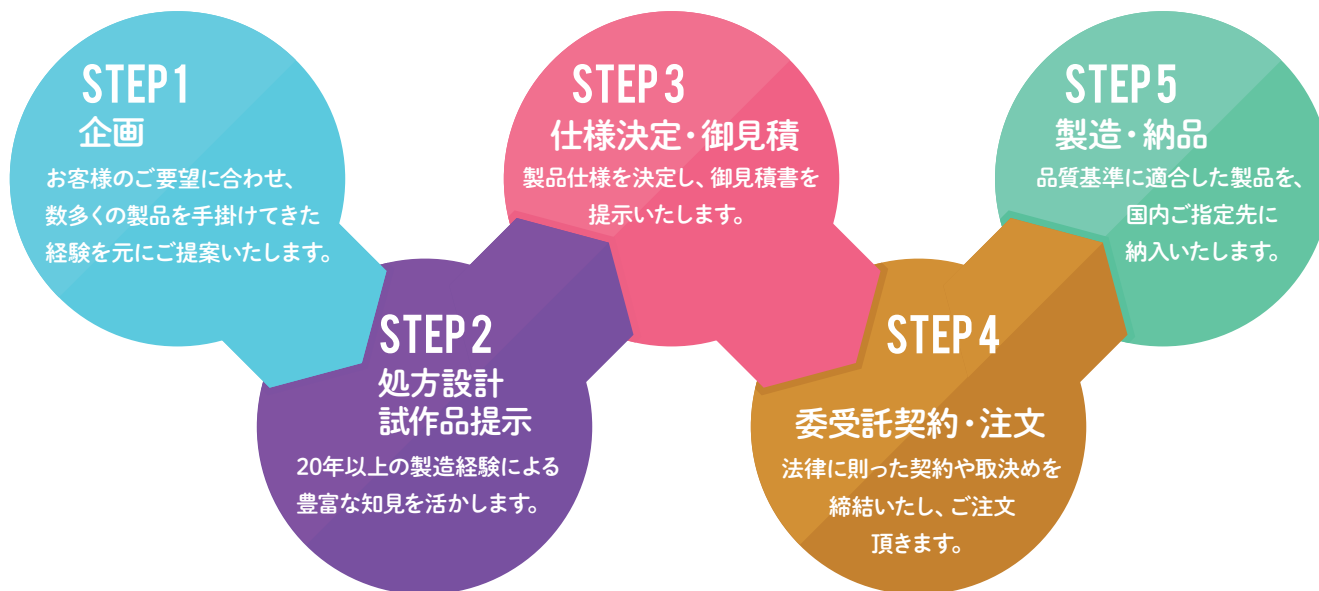 STEP1
企画
お客様のご要望に合わせ、
数多くの製品を手掛けてきた
経験を元にご提案いたします。
STEP2
処方設計
試作品提示
20年以上の製造経験による
豊富な知見を活かします。
STEP3
仕様決定・御見積
製品仕様を決定し、御見積書を
提示いたします。
STEP4
委受託契約・注文
法律に則った契約や取決めを
締結いたし、ご注文
頂きます。
STEP5
製造・納品
品質基準に適合した製品を、
国内ご指定先に
納入いたします。